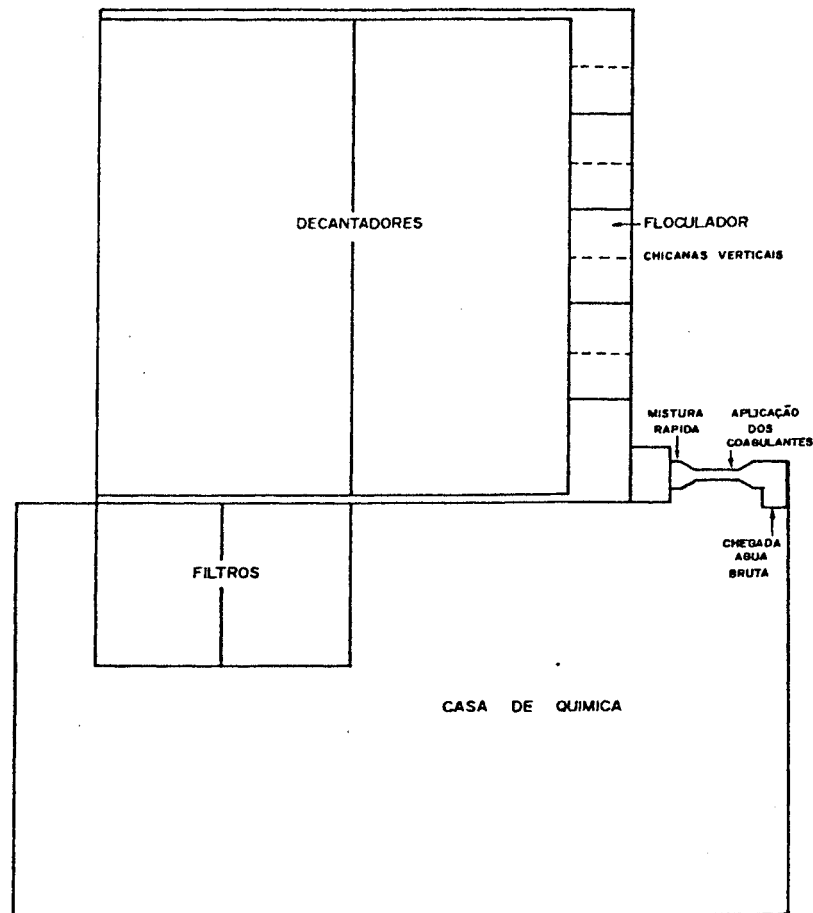 DECANTADORES
FLOCULADOR
CHICANAS VERTICAIS
MISTURA
RAPIDA
APLICAÇÃO
DOS
COAGULANTES
CHEGADA
AGUA
BRUTA
FILTROS
CASA DE QUIMICA